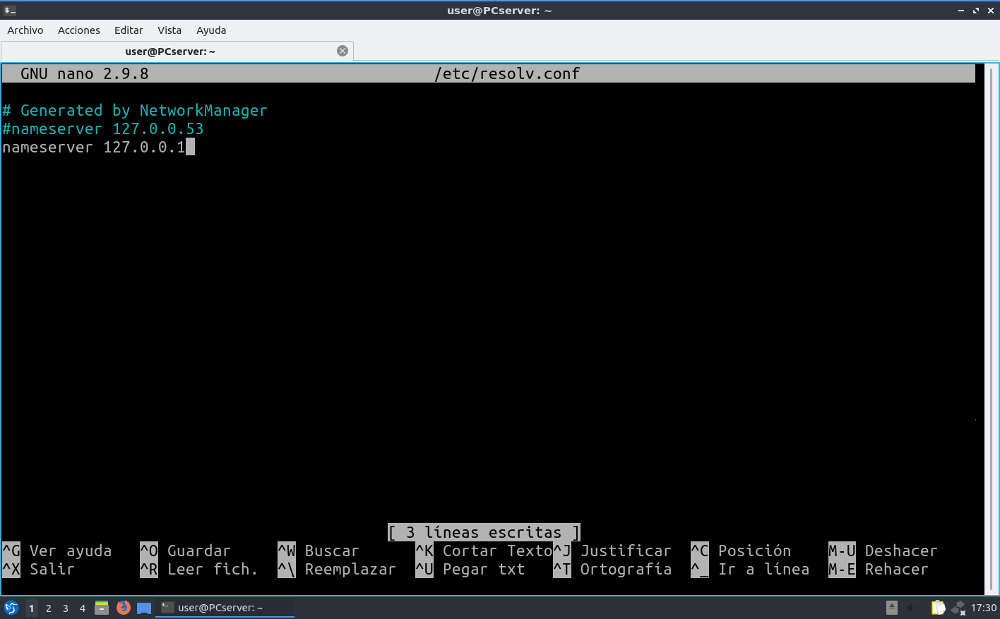 user@PCserver: ~
Archivo Acciones Editar Vista Ayuda
user@PCserver: ~
GNU nano 2.9.8 /etc/resolv.conf
# Generated by NetworkManager
#nameserver 127.0.0.53
nameserver 127.0.0.1
[ 3 líneas escritas ]
^G Ver ayuda ^O Guardar ^W Buscar ^K Cortar Texto ^J Justificar ^C Posición M-U Deshacer
^X Salir ^R Leer fich. ^\ Reemplazar ^U Pegar txt ^T Ortografía ^_ Ir a línea M-E Rehacer
1 2 3 4 user@PCserver: ~ 17:30